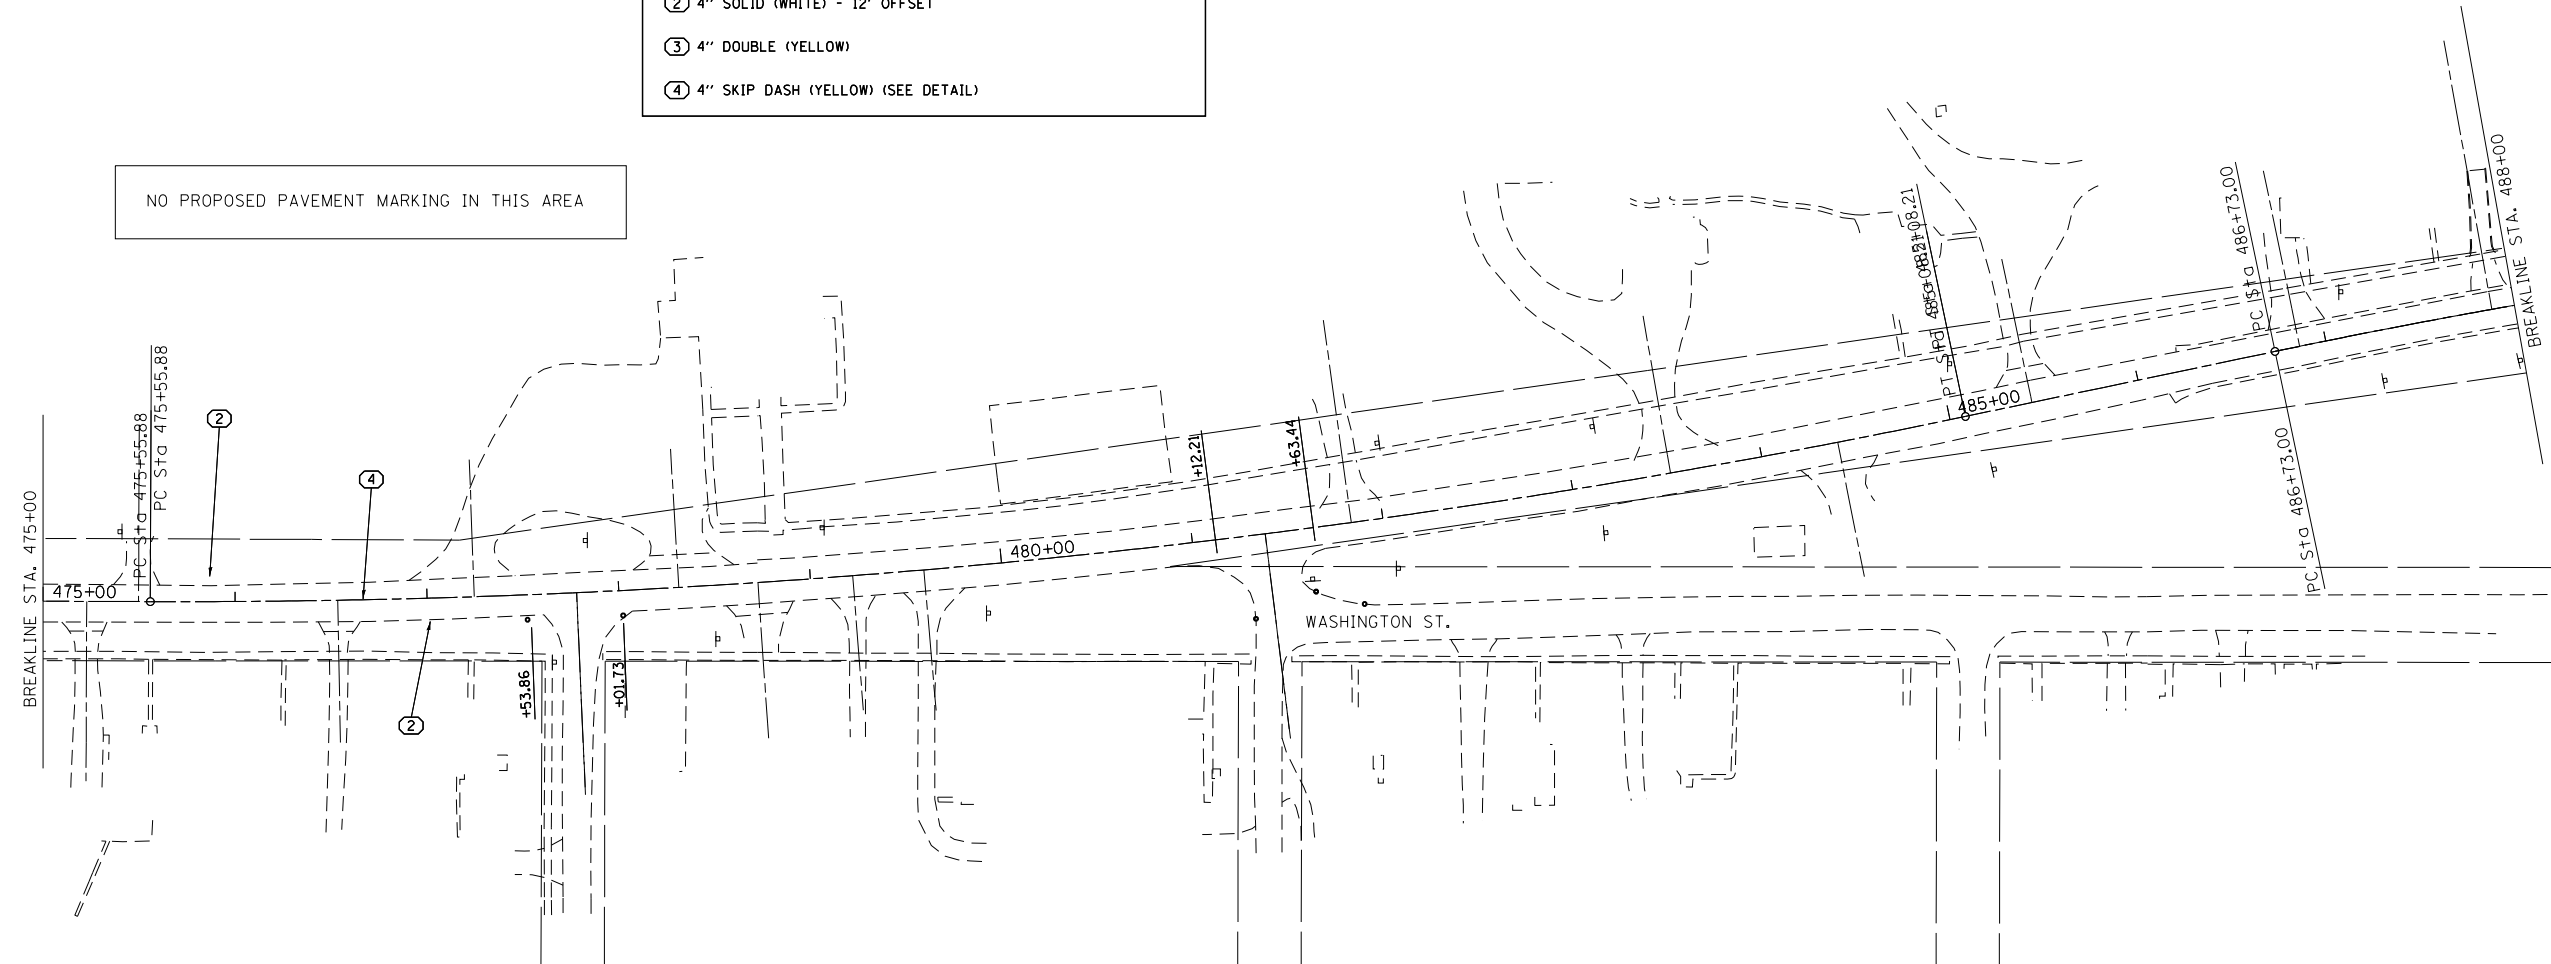 2 4" SOLID (WHITE) - 12' OFFSET
3 4" DOUBLE (YELLOW)
4 4" SKIP DASH (YELLOW) (SEE DETAIL)
NO PROPOSED PAVEMENT MARKING IN THIS AREA
BREAKLINE STA. 475+00
475+00
PC Sta 475+55.88
PC Sta 475+55.88
2
4
2
+53.86
+01.73
480+00
+12.21
+63.44
WASHINGTON ST.
485+00
PC Sta 486+73.00
PC Sta 486+73.00
BREAKLINE STA. 488+00